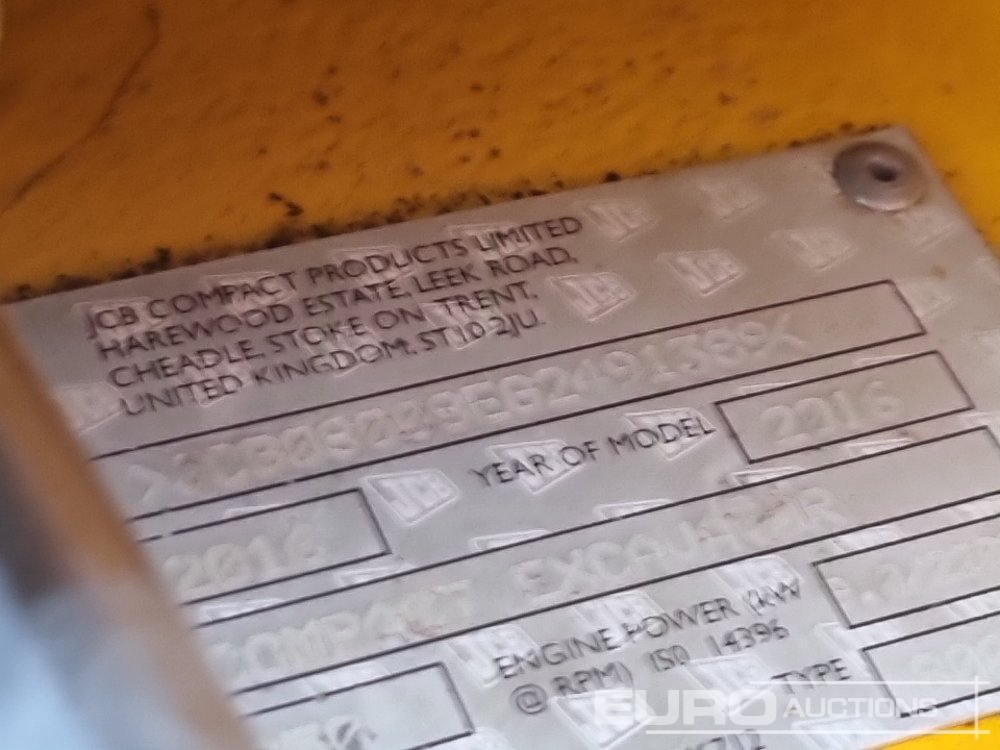 JCB COMPACT PRODUCTS LIMITED
HAREWOOD ESTATE, LEEK ROAD,
CHEADLE, STOKE ON TRENT,
UNITED KINGDOM. ST10 2JU.
YEAR OF MODEL 2016
2016
COMPACT EXCAVATOR
ENGINE POWER (kW
@ RPM) ISO 14396
TYPE
EURO AUCTIONS